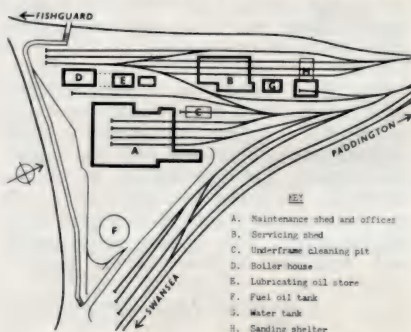 FISHGUARD
D
E
B
G
H
C
A
F
PADDINGTON
SWANSEA
KEY
A. Maintenance shed and offices
B. Servicing shed
C. Underframe cleaning pit
D. Boiler house
E. Lubricating oil store
F. Fuel oil tank
G. Water tank
H. Sanding shelter